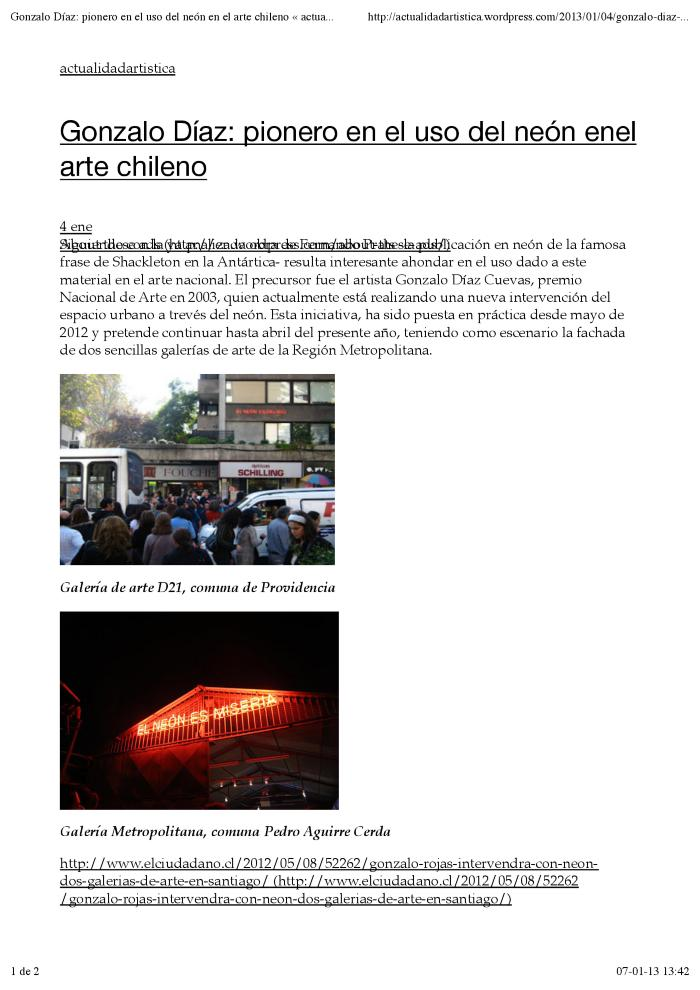 Gonzalo Díaz: pionero en el uso del neón en el arte chileno « actua...
http://actualidadartistica.wordpress.com/2013/01/04/gonzalo-diaz-...
actualidadartistica
Gonzalo Díaz: pionero en el uso del neón enel
arte chileno
4 ene
publicación en neón de la famosa
frase de Shackleton en la Antártica- resulta interesante ahondar en el uso dado a este
material en el arte nacional. El precursor fue el artista Gonzalo Díaz Cuevas, premio
Nacional de Arte en 2003, quien actualmente está realizando una nueva intervención del
espacio urbano a trevés del neón. Esta iniciativa, ha sido puesta en práctica desde mayo de
2012 y pretende continuar hasta abril del presente año, teniendo como escenario la fachada
de dos sencillas galerías de arte de la Región Metropolitana.
EL NEÓN ES MISERIA
FOUCHÉ
SCHILLING
Galería de arte D21, comuna de Providencia
EL NEÓN ES MISERIA
Galería Metropolitana, comuna Pedro Aguirre Cerda
http://www.elciudadano.cl/2012/05/08/52262/gonzalo-rojas-intervendra-con-neon-
dos-galerias-de-arte-en-santiago/ (http://www.elciudadano.cl/2012/05/08/52262
/gonzalo-rojas-intervendra-con-neon-dos-galerias-de-arte-en-santiago/)
1 de 2
07-01-13 13:42